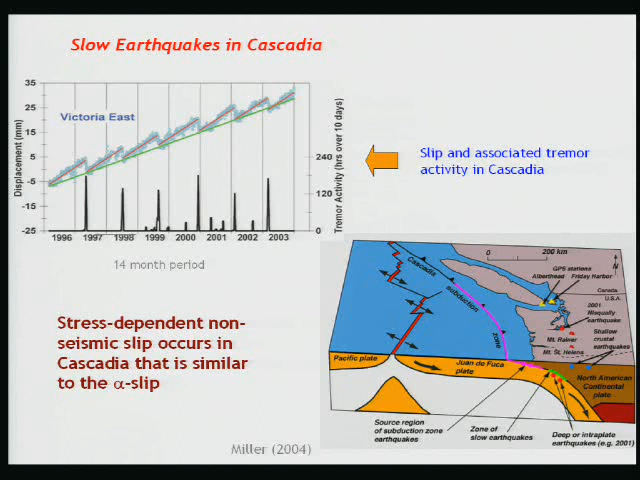 Slow Earthquakes in Cascadia
35
25
15
5
-5
-15
-25
Displacement (mm)
Victoria East
240
120
0
Tremor Activity (hrs over 10 days)
1996 1997 1998 1999 2000 2001 2002 2003
14 month period
Slip and associated tremor
activity in Cascadia
Stress-dependent non-
seismic slip occurs in
Cascadia that is similar
to the α-slip
Miller (2004)
0 200 km
N
Cascadia
subduction
zone
GPS stations
Alberthead Friday Harbor
Canada
U.S.A.
2001
Nisqually
earthquake
Mt. Rainer
Mt. St. Helens
Shallow
crustal
earthquakes
Pacific plate
Juan de Fuca
plate
North American
Continental
plate
Source region
of subduction zone
earthquakes
Zone of
slow earthquakes
Deep or intraplate
earthquakes (e.g. 2001)